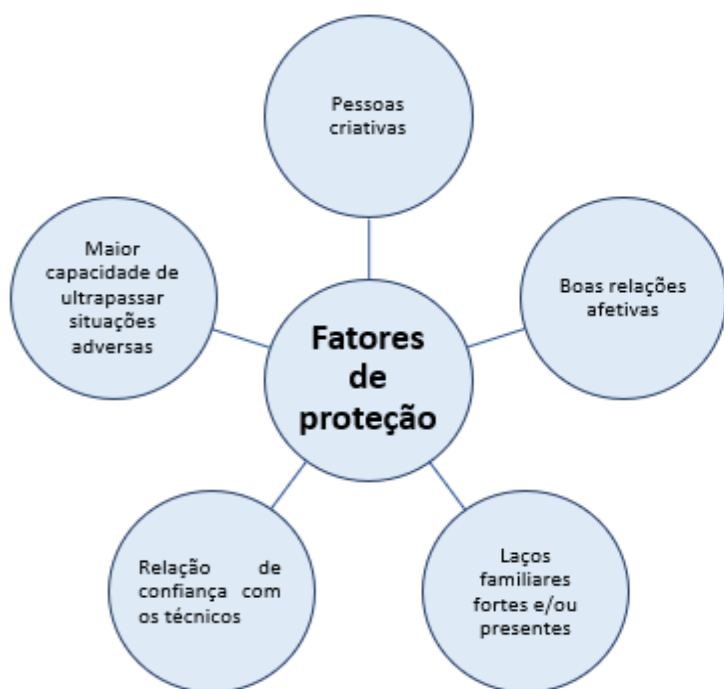 Pessoas
criativas
Maior
capacidade de
ultrapassar
situações
adversas
Boas relações
afetivas
Fatores
de
proteção
Relação de
confiança com
os técnicos
Laços
familiares
fortes e/ou
presentes